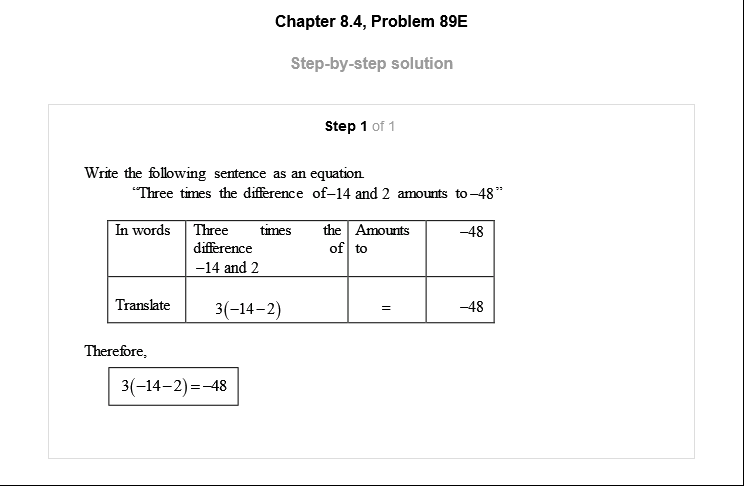 Chapter 8.4, Problem 89E
Step-by-step solution
Step 1 of 1
Write the following sentence as an equation.
“Three times the difference of –14 and 2 amounts to –48”
In words
Three times the
difference of
–14 and 2
Amounts
to
–48
Translate
3(–14–2)
=
–48
Therefore,
3(–14–2)=–48